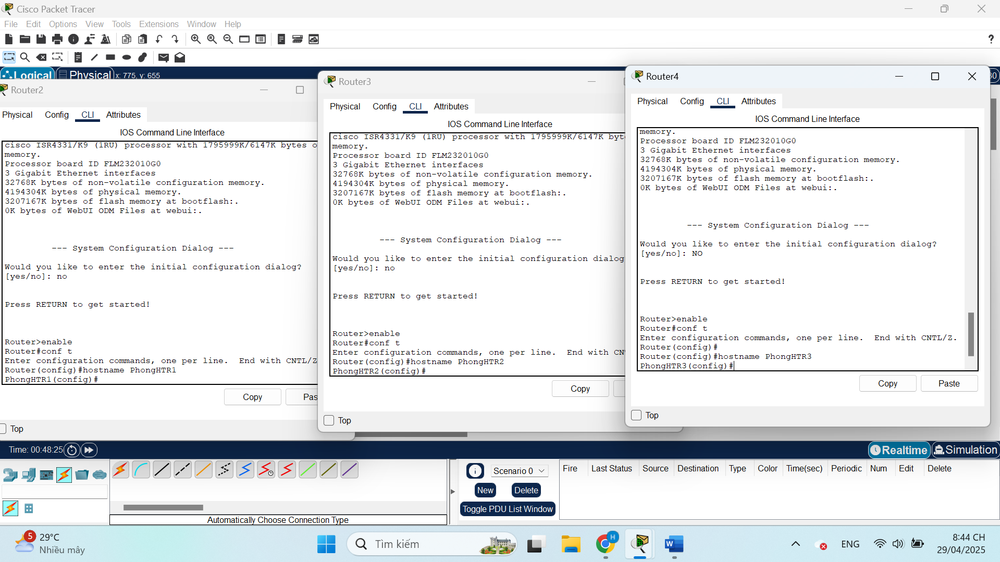 Cisco Packet Tracer
File Edit Options View Tools Extensions Window Help
?
Logical Physical x: 775, y: 655
Router2
Physical Config CLI Attributes
IOS Command Line Interface
cisco ISR4331/K9 (1RU) processor with 1795999K/6147K bytes o
memory.
Processor board ID FLM232010G0
3 Gigabit Ethernet interfaces
32768K bytes of non-volatile configuration memory.
4194304K bytes of physical memory.
3207167K bytes of flash memory at bootflash:.
0K bytes of WebUI ODM Files at webui:.
--- System Configuration Dialog ---
Would you like to enter the initial configuration dialog?
[yes/no]: no
Press RETURN to get started!
Router>enable
Router#conf t
Enter configuration commands, one per line.  End with CNTL/Z
Router(config)#hostname PhongHTR1
PhongHTR1(config)#
Copy Pas
Top
Router3
Physical Config CLI Attributes
IOS Command Line Interface
cisco ISR4331/K9 (1RU) processor with 1795999K/6147K byt
memory.
Processor board ID FLM232010G0
3 Gigabit Ethernet interfaces
32768K bytes of non-volatile configuration memory.
4194304K bytes of physical memory.
3207167K bytes of flash memory at bootflash:.
0K bytes of WebUI ODM Files at webui:.
--- System Configuration Dialog ---
Would you like to enter the initial configuration dialog
[yes/no]: no
Press RETURN to get started!
Router>enable
Router#conf t
Enter configuration commands, one per line.  End with CN
Router(config)#hostname PhongHTR2
PhongHTR2(config)#
Copy
Top
Router4
Physical Config CLI Attributes
IOS Command Line Interface
memory.
Processor board ID FLM232010G0
3 Gigabit Ethernet interfaces
32768K bytes of non-volatile configuration memory.
4194304K bytes of physical memory.
3207167K bytes of flash memory at bootflash:.
0K bytes of WebUI ODM Files at webui:.
--- System Configuration Dialog ---
Would you like to enter the initial configuration dialog?
[yes/no]: NO
Press RETURN to get started!
Router>enable
Router#conf t
Enter configuration commands, one per line.  End with CNTL/Z.
Router(config)#
Router(config)#hostname PhongHTR3
PhongHTR3(config)#
Copy Paste
Top
Time: 00:48:25
Realtime Simulation
Automatically Choose Connection Type
Scenario 0
New Delete
Toggle PDU List Window
Fire Last Status Source Destination Type Color Time(sec) Periodic Num Edit Delete
5 29°C
Nhiều mây
Tìm kiếm
H
W
ENG
8:44 CH
29/04/2025